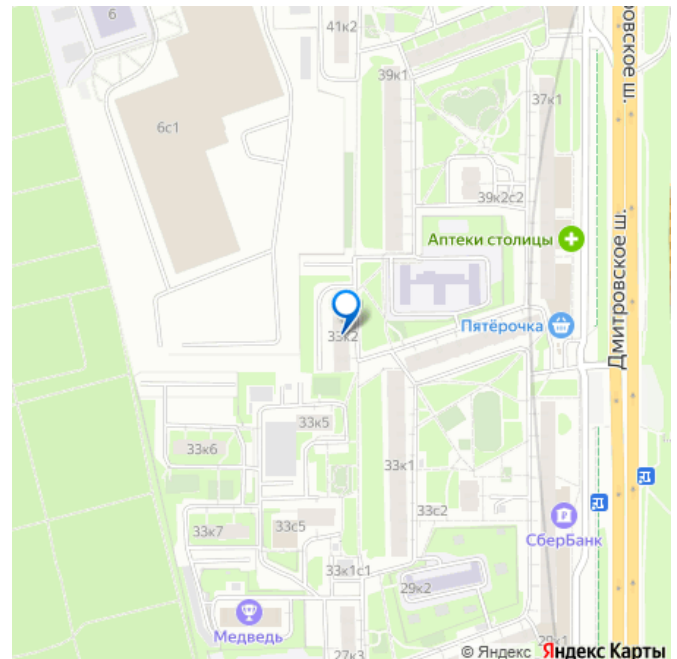 6
41к2
ровское ш.
39к1
37к1
6с1
39к2с2
Аптеки столицы
Дмитровское ш.
Пятёрочка
33к2
33к5
33к6
33к1
33с2
33к7
33с5
СберБанк
33к1с1
29к2
Медведь
27к3
29к1
© Яндекс Яндекс Карты